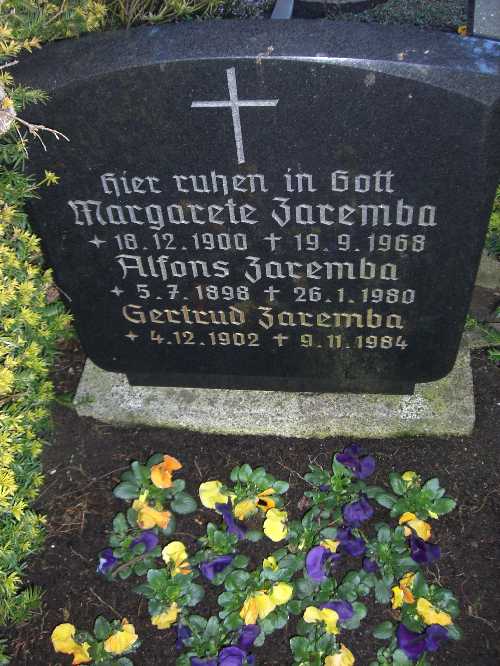 Hier ruhen in Gott
Margarete Zaremba
* 18.12.1900 † 19.9.1968
Alfons Zaremba
* 5.7.1898 † 26.1.1980
Gertrud Zaremba
* 4.12.1902 † 9.11.1984